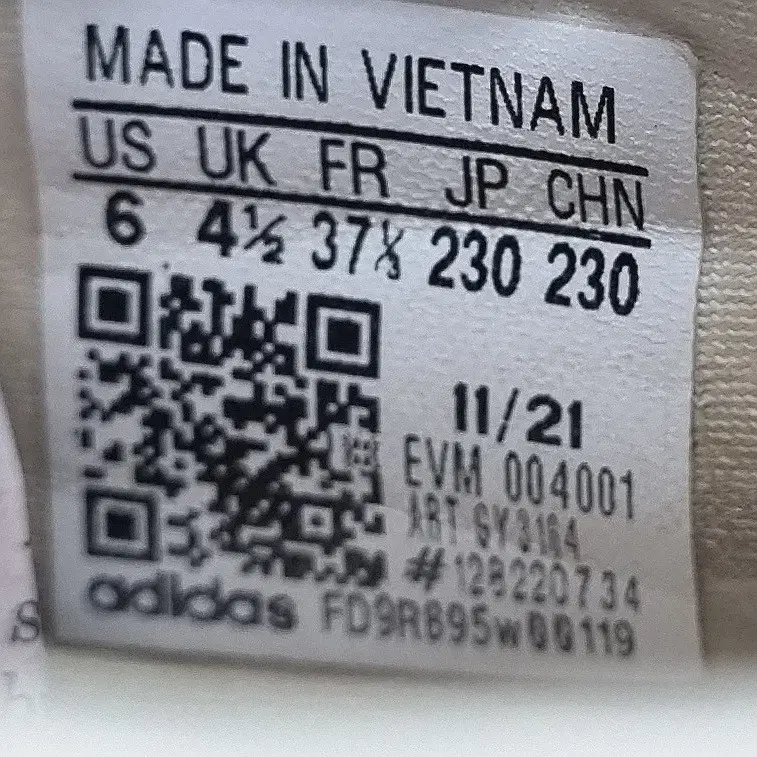 MADE IN VIETNAM
US UK FR JP CHN
6 4½ 37⅓ 230 230
11/21
EVM 004001
ART GY3164
#128220734
adidas FD9RB95w00119